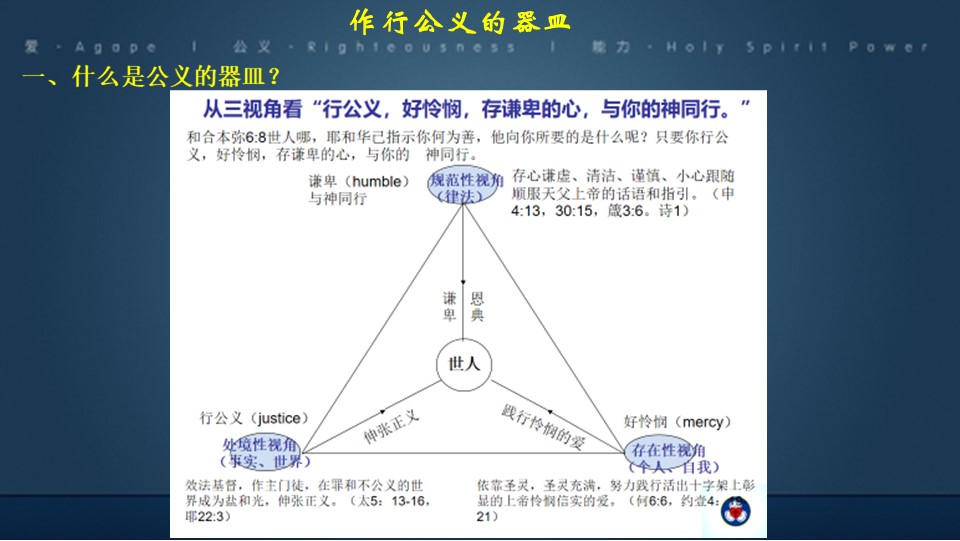 作行公义的器皿
爱 · Agape | 公义 · Righteousness | 能力 · Holy Spirit Power
一、什么是公义的器皿？
从三视角看“行公义，好怜悯，存谦卑的心，与你的神同行。”
和合本弥6:8世人哪，耶和华已指示你何为善，他向你所要的是什么呢？只要你行公
义，好怜悯，存谦卑的心，与你的 神同行。
谦卑（humble）
与神同行
规范性视角
（律法）
存心谦虚、清沽、谨慎、小心跟随
顺服天父上帝的话语和指引。（申
4:13，30:15，箴3:6。诗1）
谦卑
恩典
世人
伸张正义
践行怜悯的爱
行公义（justice）
处境性视角
（事实、世界）
好怜悯（mercy）
存在性视角
（个人、自我）
效法基督，作主门徒，在罪和不公义的世
界成为盐和光，伸张正义。（太5：13-16，
耶22:3）
依靠圣灵，圣灵充满，努力践行活出十字架上彰
显的上帝怜悯信实的爱。（何6:6，约壹4：
21）